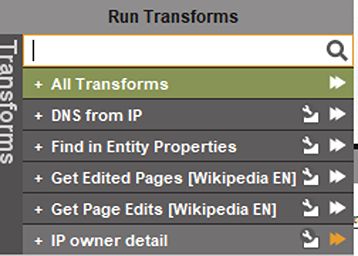 Run Transforms
Transforms
+ All Transforms
+ DNS from IP
+ Find in Entity Properties
+ Get Edited Pages [Wikipedia EN]
+ Get Page Edits [Wikipedia EN]
+ IP owner detail